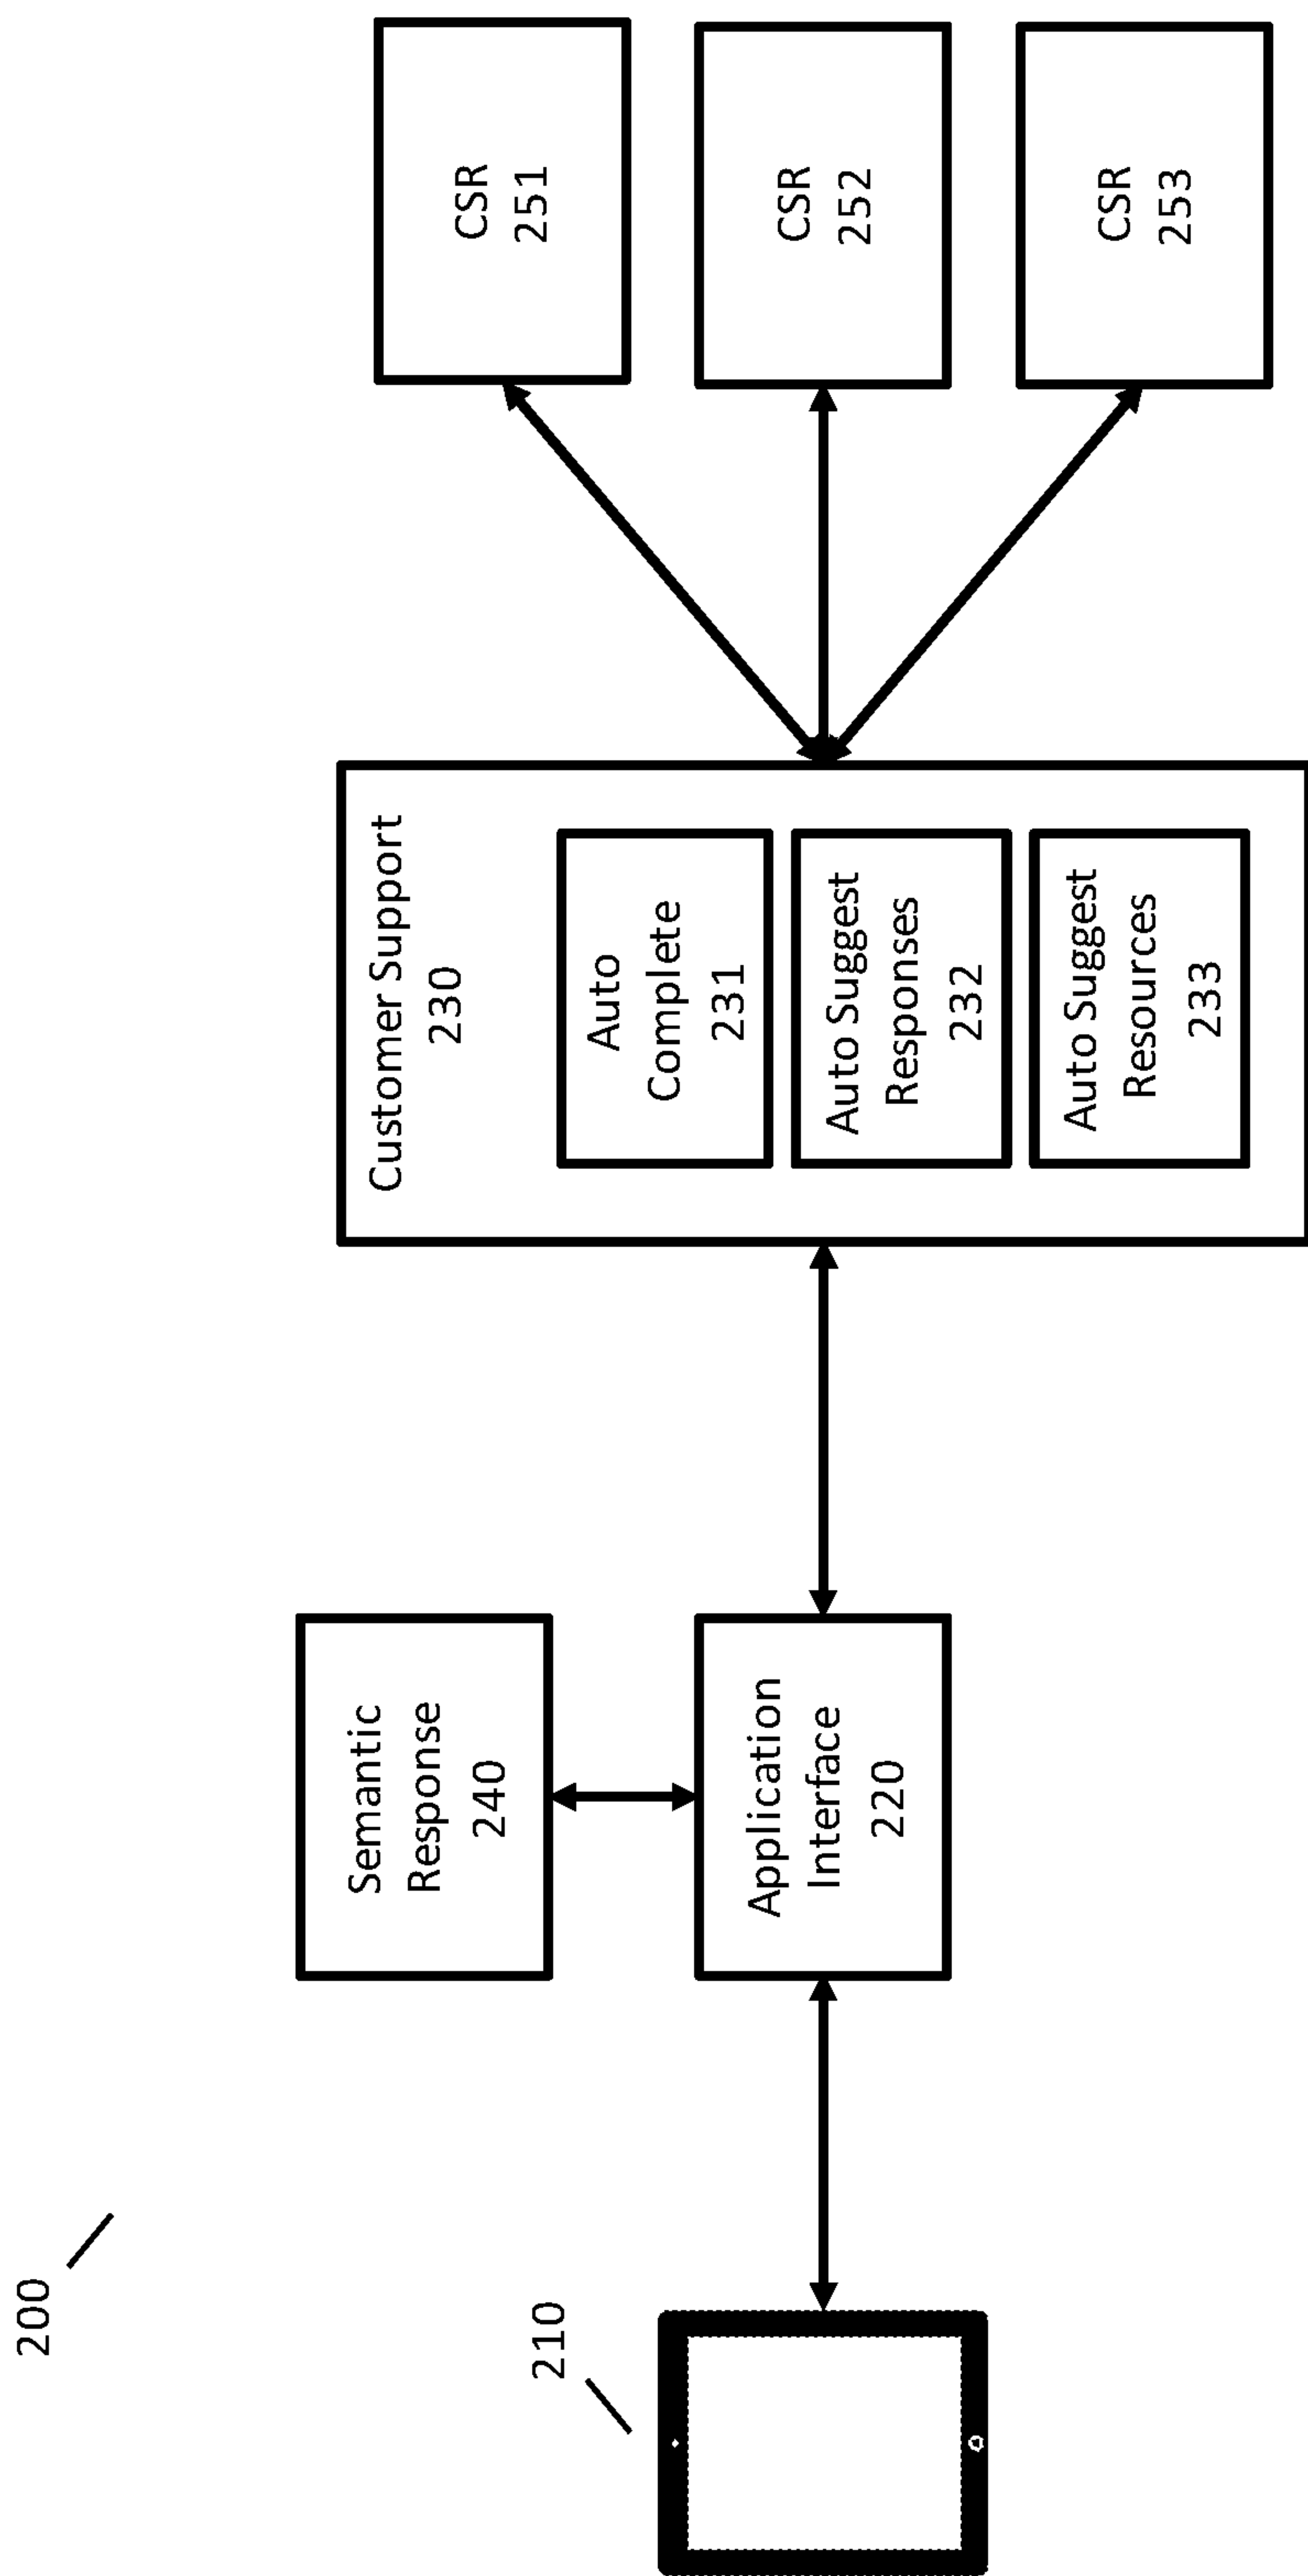 200
210
Semantic
Response
240
Application
Interface
220
Customer Support
230
Auto
Complete
231
Auto Suggest
Responses
232
Auto Suggest
Resources
233
CSR
251
CSR
252
CSR
253